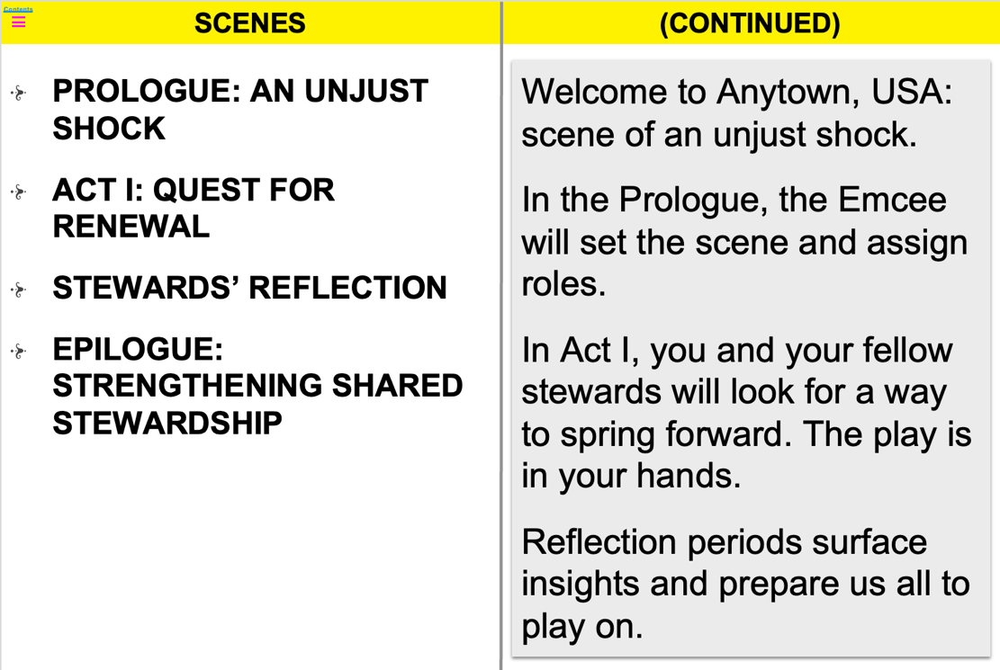 Contents
SCENES
PROLOGUE: AN UNJUST
SHOCK
ACT I: QUEST FOR
RENEWAL
STEWARDS’ REFLECTION
EPILOGUE:
STRENGTHENING SHARED
STEWARDSHIP
(CONTINUED)
Welcome to Anytown, USA:
scene of an unjust shock.
In the Prologue, the Emcee
will set the scene and assign
roles.
In Act I, you and your fellow
stewards will look for a way
to spring forward. The play is
in your hands.
Reflection periods surface
insights and prepare us all to
play on.